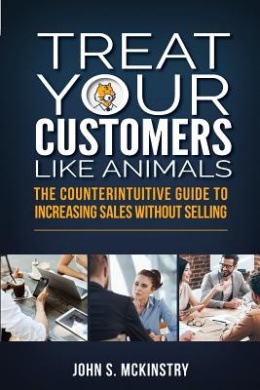 TREAT
YOUR
CUSTOMERS
LIKE ANIMALS
THE COUNTERINTUITIVE GUIDE TO
INCREASING SALES WITHOUT SELLING
JOHN S. MCKINSTRY